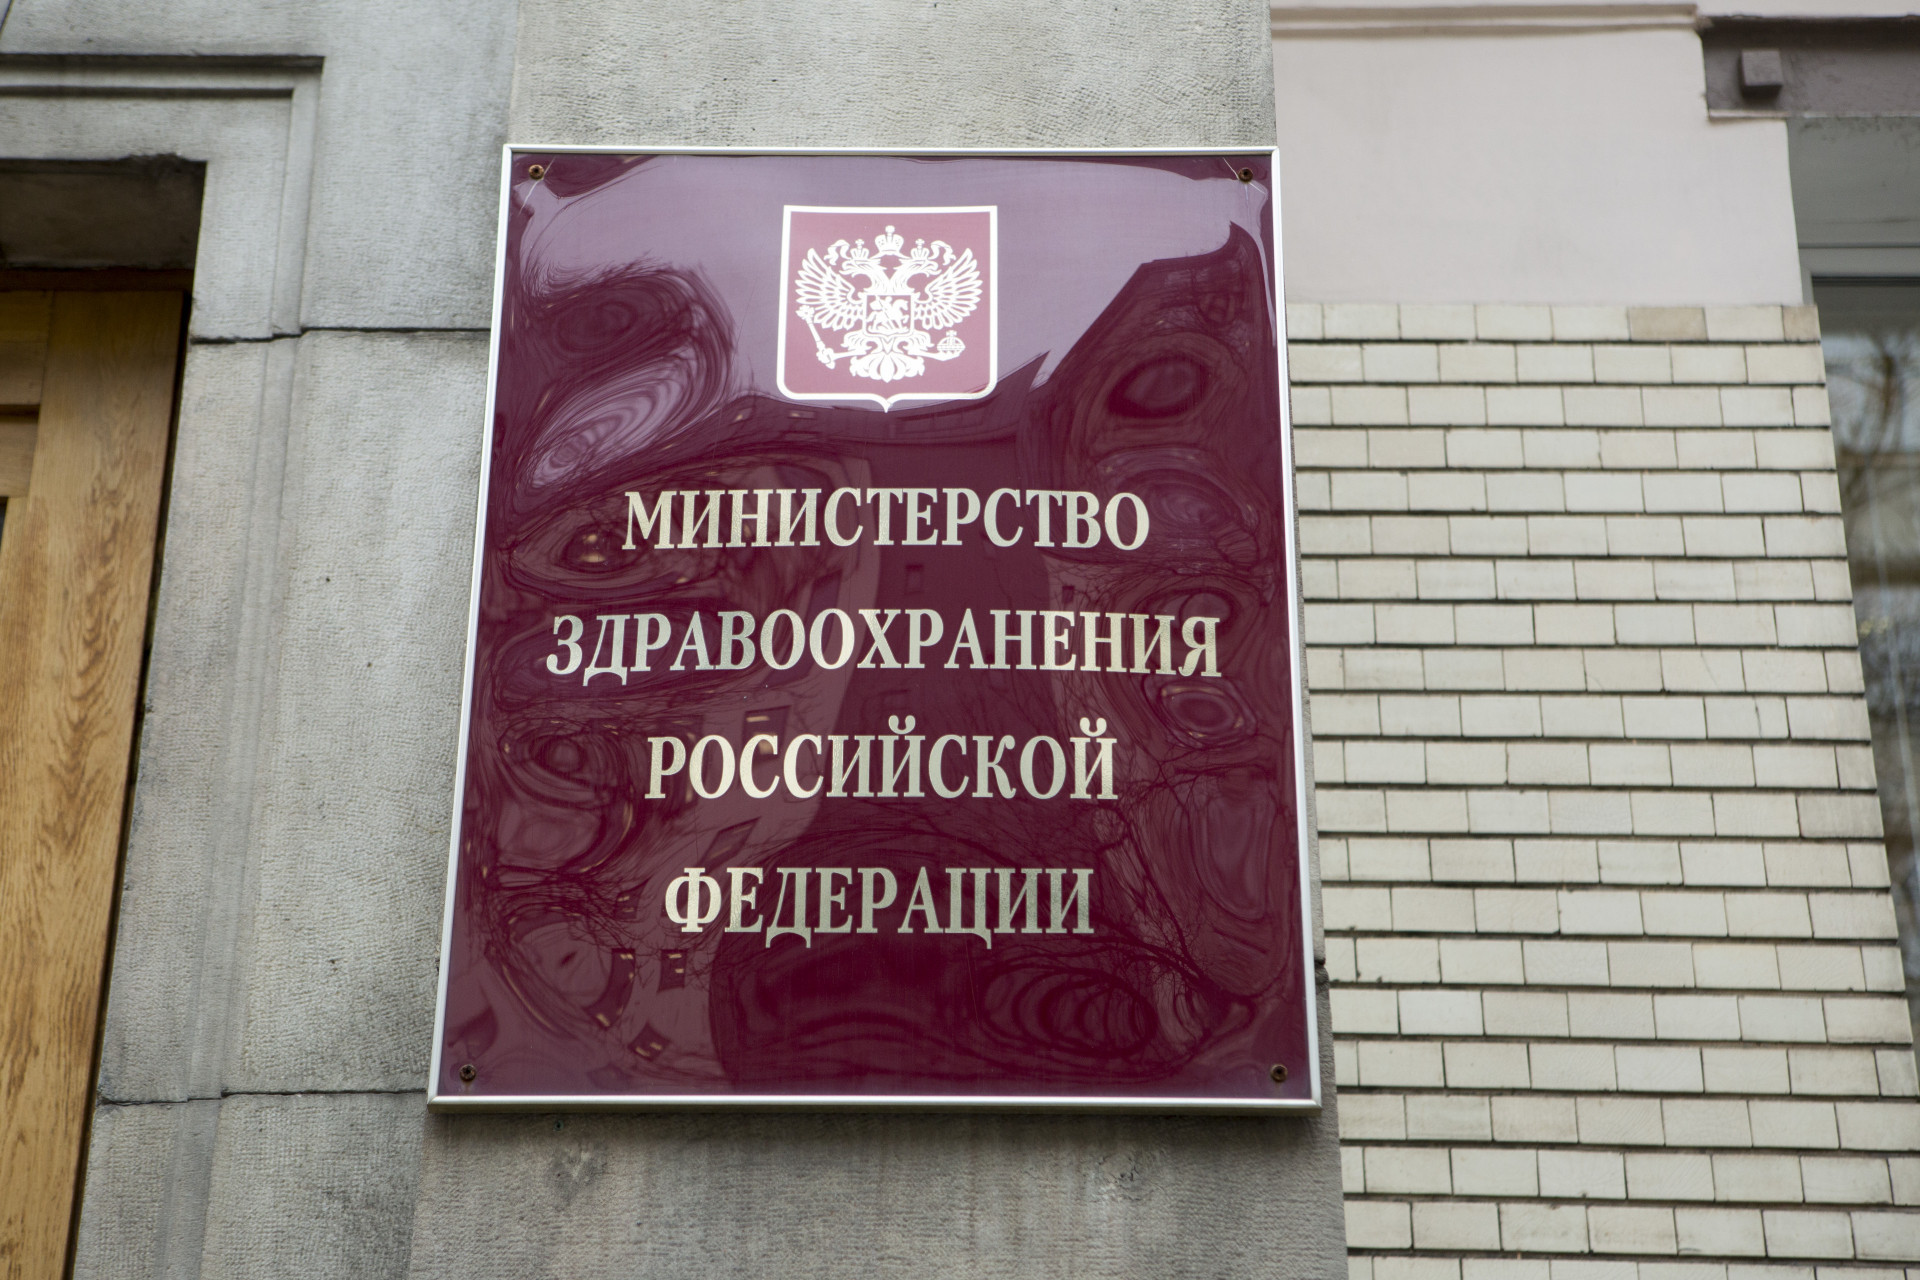 МИНИСТЕРСТВО
ЗДРАВООХРАНЕНИЯ
РОССИЙСКОЙ
ФЕДЕРАЦИИ